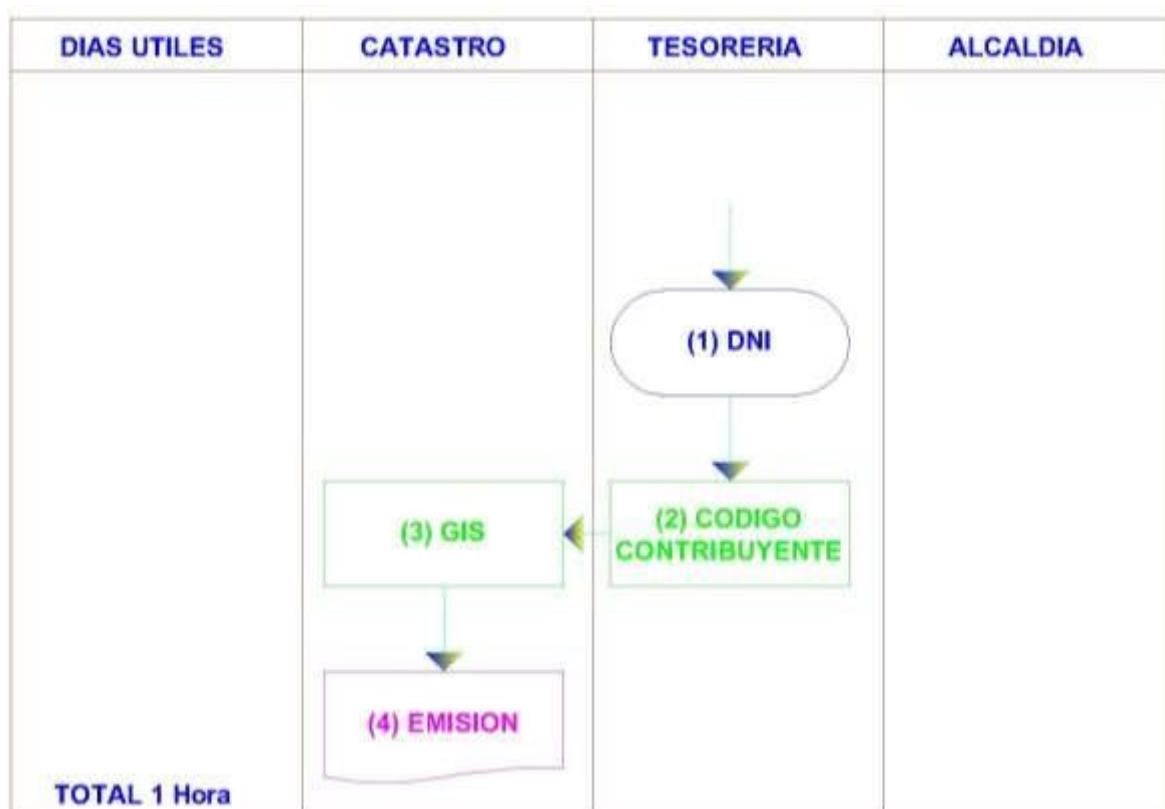 DIAS UTILES
CATASTRO
TESORERIA
ALCALDIA
(1) DNI
(2) CODIGO
CONTRIBUYENTE
(3) GIS
(4) EMISION
TOTAL 1 Hora